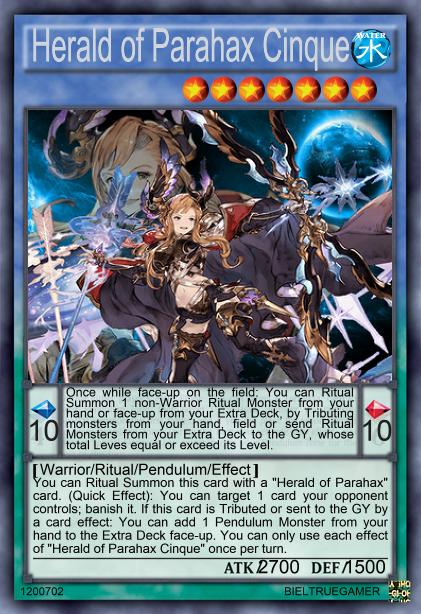 Herald of Parahax Cinque
WATER
水
Once while face-up on the field: You can Ritual
Summon 1 non-Warrior Ritual Monster from your
hand or face-up from your Extra Deck, by Tributing
monsters from your hand, field or send Ritual
Monsters from your Extra Deck to the GY, whose
total Leves equal or exceed its Level.
10
10
[Warrior/Ritual/Pendulum/Effect]
You can Ritual Summon this card with a "Herald of Parahax"
card. (Quick Effect): You can target 1 card your opponent
controls; banish it. If this card is Tributed or sent to the GY by
a card effect: You can add 1 Pendulum Monster from your
hand to the Extra Deck face-up. You can only use each effect
of "Herald of Parahax Cinque" once per turn.
ATK/2700 DEF/1500
1200702
BIELTRUEGAMER